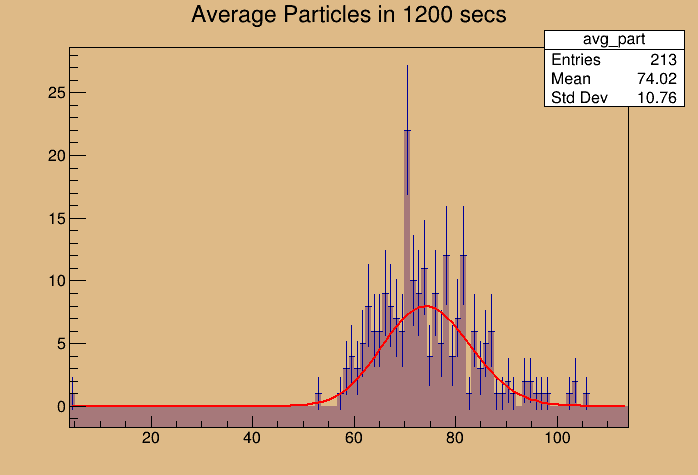 Average Particles in 1200 secs
avg_part
Entries 213
Mean 74.02
Std Dev 10.76
25
20
15
10
5
0
20 40 60 80 100